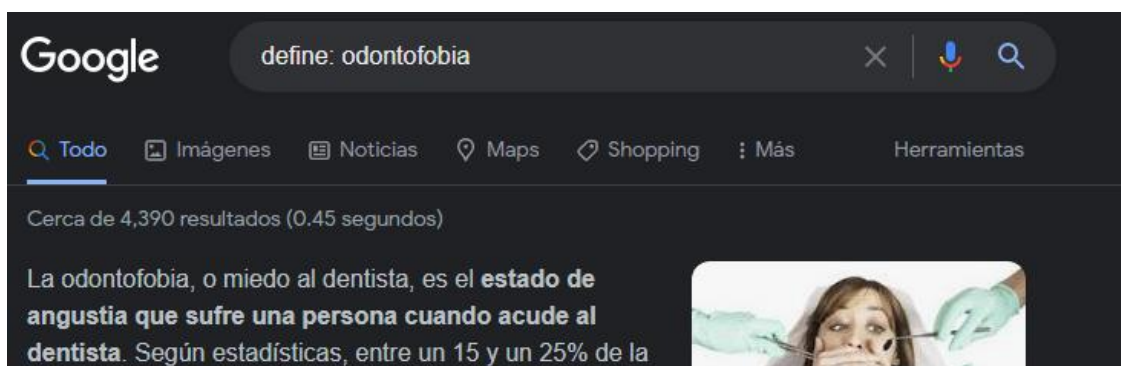 Google
define: odontofobia
Todo Imágenes Noticias Maps Shopping Más Herramientas
Cerca de 4,390 resultados (0.45 segundos)
La odontofobia, o miedo al dentista, es el estado de
angustia que sufre una persona cuando acude al
dentista. Según estadísticas, entre un 15 y un 25% de la